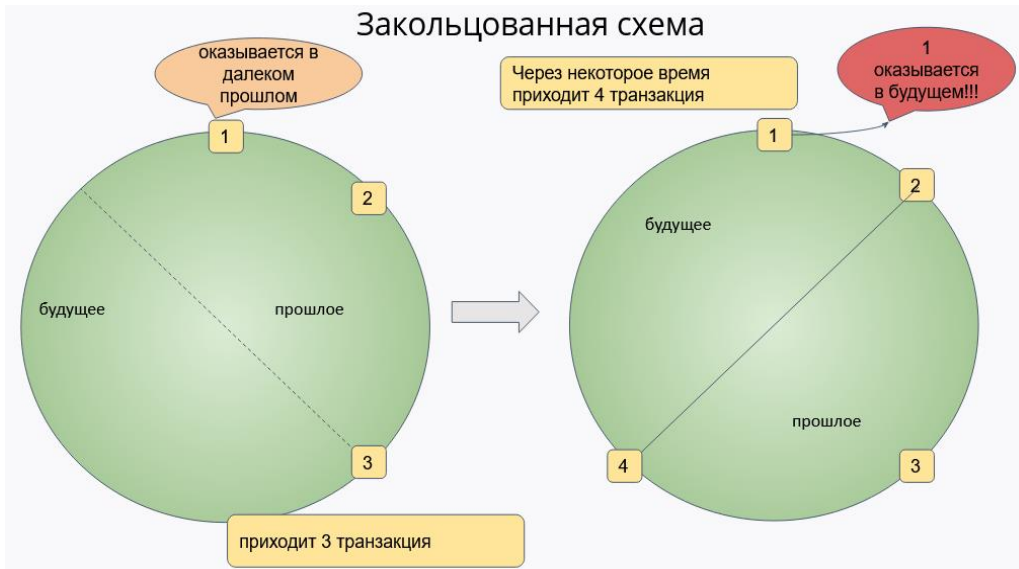 Закольцованная схема
оказывается в
далеком
прошлом
1
2
будущее
прошлое
3
приходит 3 транзакция
Через некоторое время
приходит 4 транзакция
1
оказывается
в будущем!!!
1
2
будущее
прошлое
4
3